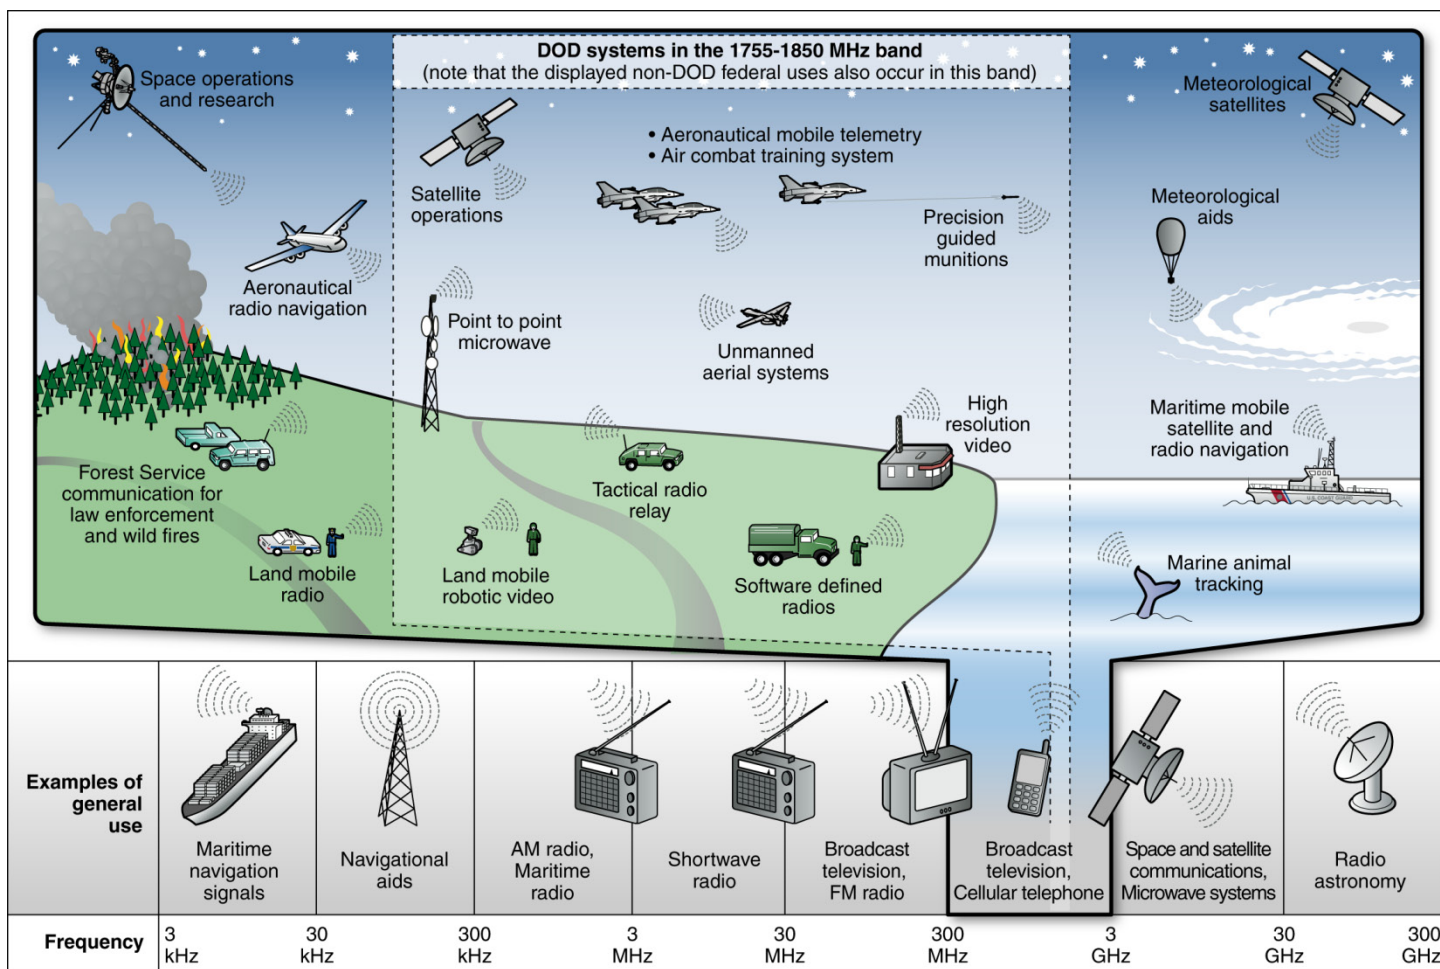 DOD systems in the 1755-1850 MHz band
(note that the displayed non-DOD federal uses also occur in this band)
Space operations
and research
Meteorological
satellites
• Aeronautical mobile telemetry
• Air combat training system
Satellite
operations
Precision
guided
munitions
Meteorological
aids
Aeronautical
radio navigation
Point to point
microwave
Unmanned
aerial systems
High
resolution
video
Maritime mobile
satellite and
radio navigation
U.S. COAST GUARD
Forest Service
communication for
law enforcement
and wild fires
Tactical radio
relay
Land mobile
radio
Land mobile
robotic video
Software defined
radios
Marine animal
tracking
Examples of
general
use
Maritime
navigation
signals
Navigational
aids
AM radio,
Maritime
radio
Shortwave
radio
Broadcast
television,
FM radio
Broadcast
television,
Cellular telephone
Space and satellite
communications,
Microwave systems
Radio
astronomy
Frequency
3
kHz
30
kHz
300
kHz
3
MHz
30
MHz
300
MHz
3
GHz
30
GHz
300
GHz